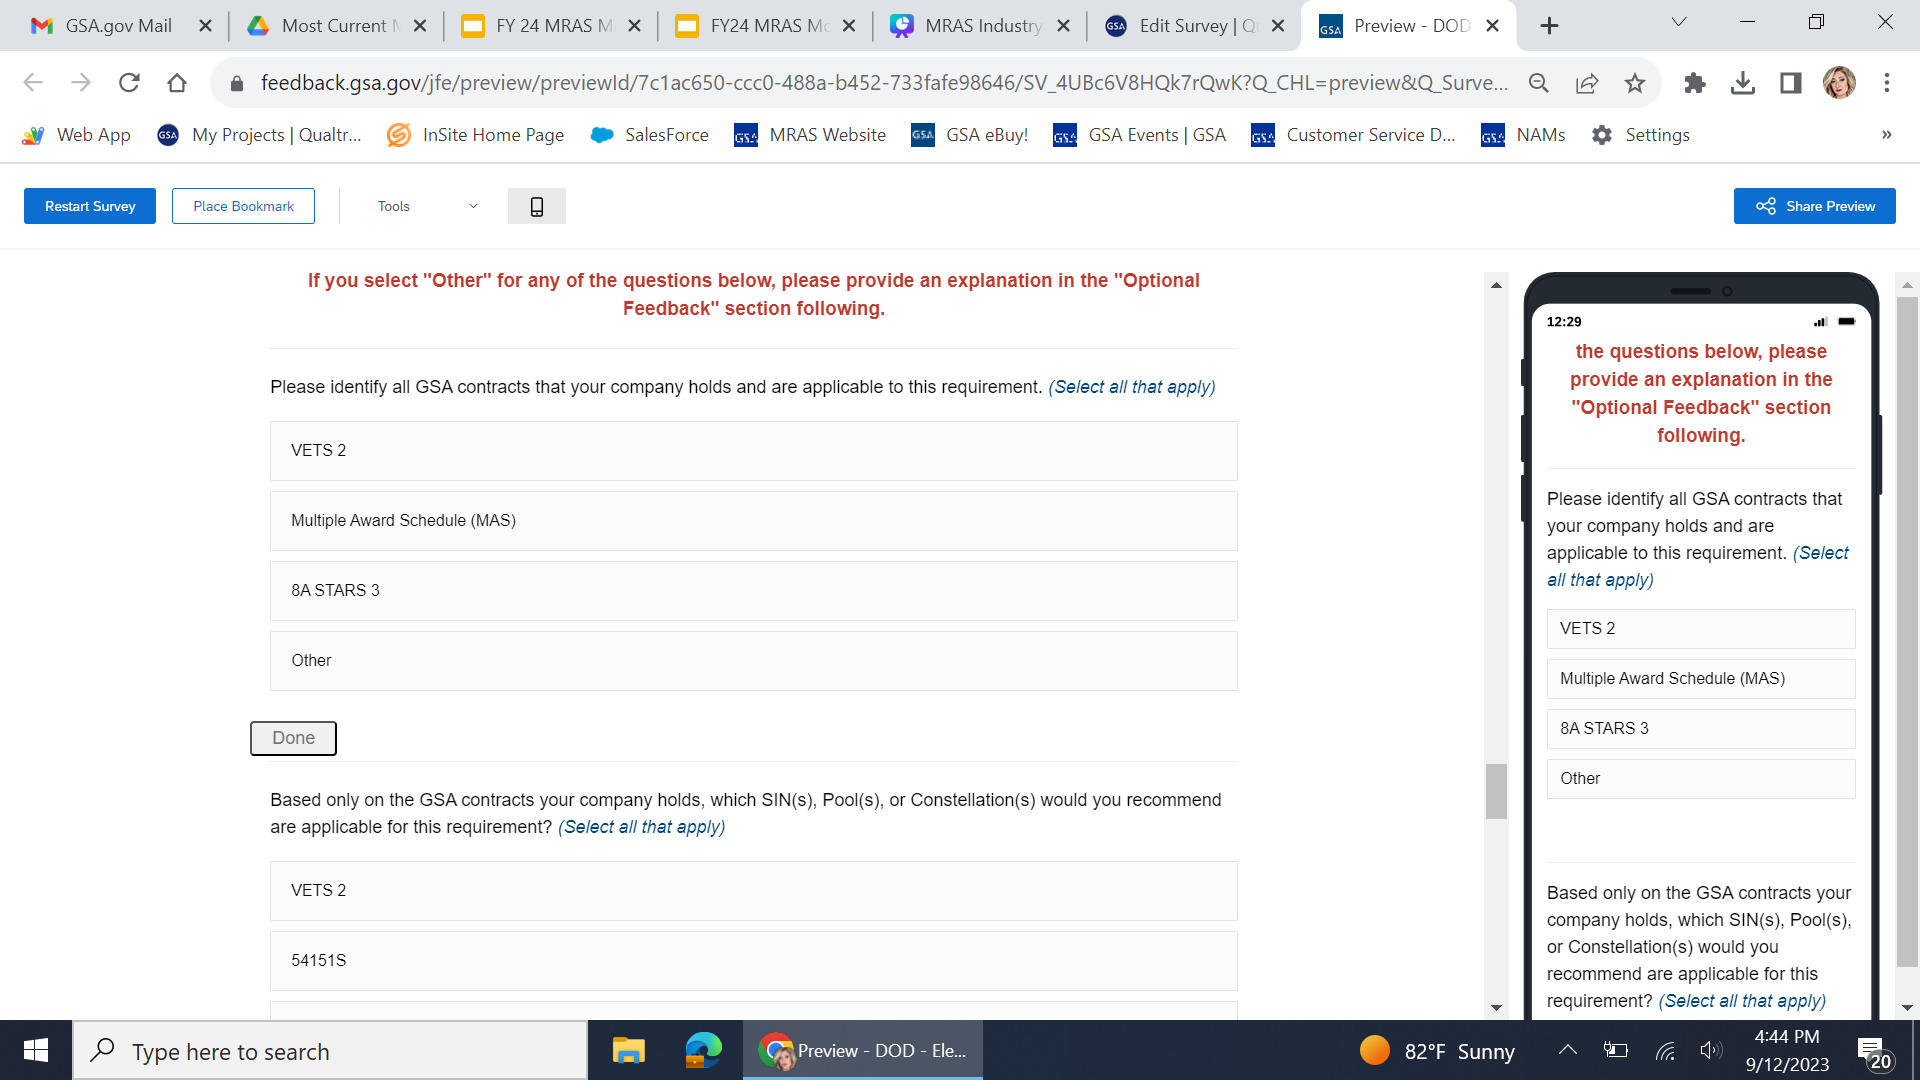 GSA.gov Mail
Most Current
FY 24 MRAS M
FY24 MRAS Mo
MRAS Industry
Edit Survey | Q
Preview - DOD
feedback.gsa.gov/jfe/preview/previewId/7c1ac650-ccc0-488a-b452-733fafe98646/SV_4UBc6V8HQk7rQwK?Q_CHL=preview&Q_Surve...
Web App
My Projects | Qualtr...
InSite Home Page
SalesForce
MRAS Website
GSA eBuy!
GSA Events | GSA
Customer Service D...
NAMs
Settings
»
Restart Survey
Place Bookmark
Tools
Share Preview
If you select "Other" for any of the questions below, please provide an explanation in the "Optional
Feedback" section following.
Please identify all GSA contracts that your company holds and are applicable to this requirement. (Select all that apply)
VETS 2
Multiple Award Schedule (MAS)
8A STARS 3
Other
Done
Based only on the GSA contracts your company holds, which SIN(s), Pool(s), or Constellation(s) would you recommend
are applicable for this requirement? (Select all that apply)
VETS 2
54151S
12:29
the questions below, please
provide an explanation in the
"Optional Feedback" section
following.
Please identify all GSA contracts that
your company holds and are
applicable to this requirement. (Select
all that apply)
VETS 2
Multiple Award Schedule (MAS)
8A STARS 3
Other
Based only on the GSA contracts your
company holds, which SIN(s), Pool(s),
or Constellation(s) would you
recommend are applicable for this
requirement? (Select all that apply)
Type here to search
Preview - DOD - Ele...
82°F Sunny
4:44 PM
9/12/2023
20